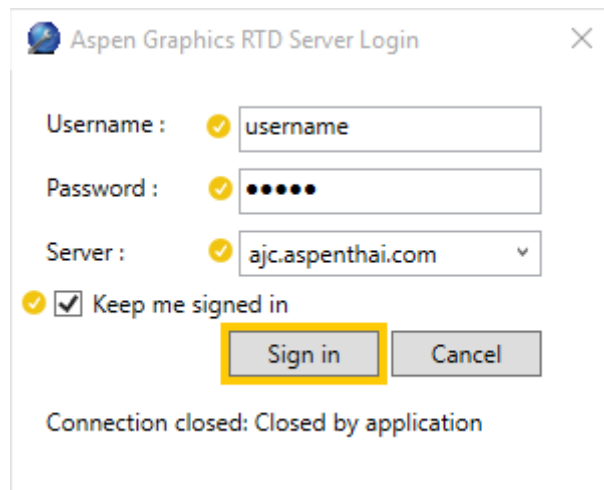 Aspen Graphics RTD Server Login
Username : username
Password : •••••
Server : ajc.aspenthai.com
Keep me signed in
Sign in Cancel
Connection closed: Closed by application